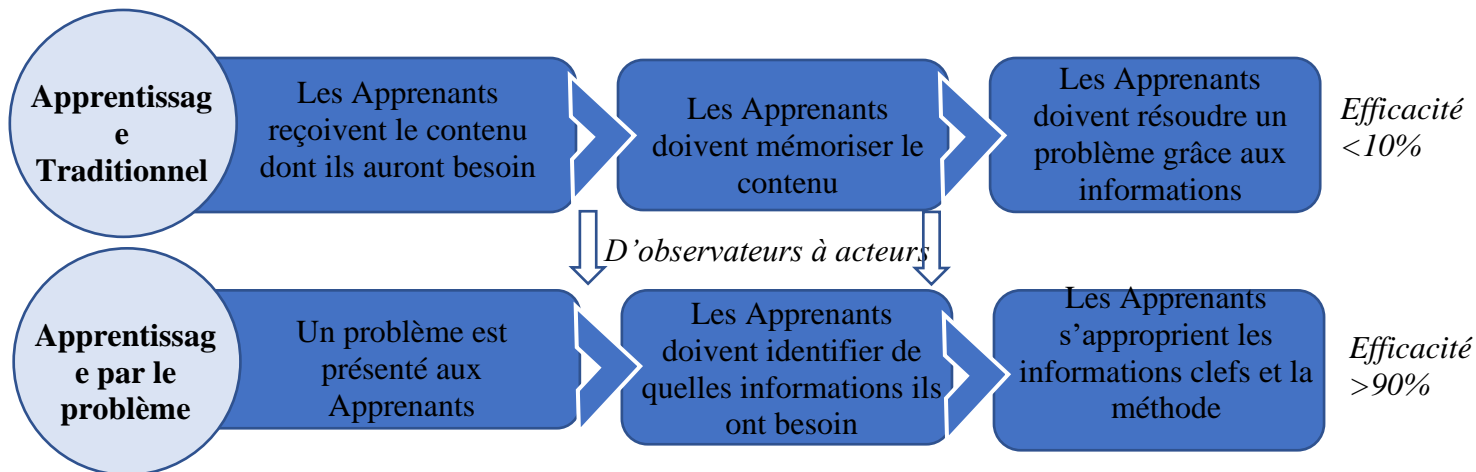 Apprentissag
e
Traditionnel
Les Apprenants
reçoivent le contenu
dont ils auront besoin
Les Apprenants
doivent mémoriser le
contenu
Les Apprenants
doivent résoudre un
problème grâce aux
informations
Efficacité
<10%
D’observateurs à acteurs
Apprentissag
e par le
problème
Un problème est
présenté aux
Apprenants
Les Apprenants
doivent identifier de
quelles informations ils
ont besoin
Les Apprenants
s’approprient les
informations clefs et la
méthode
Efficacité
>90%